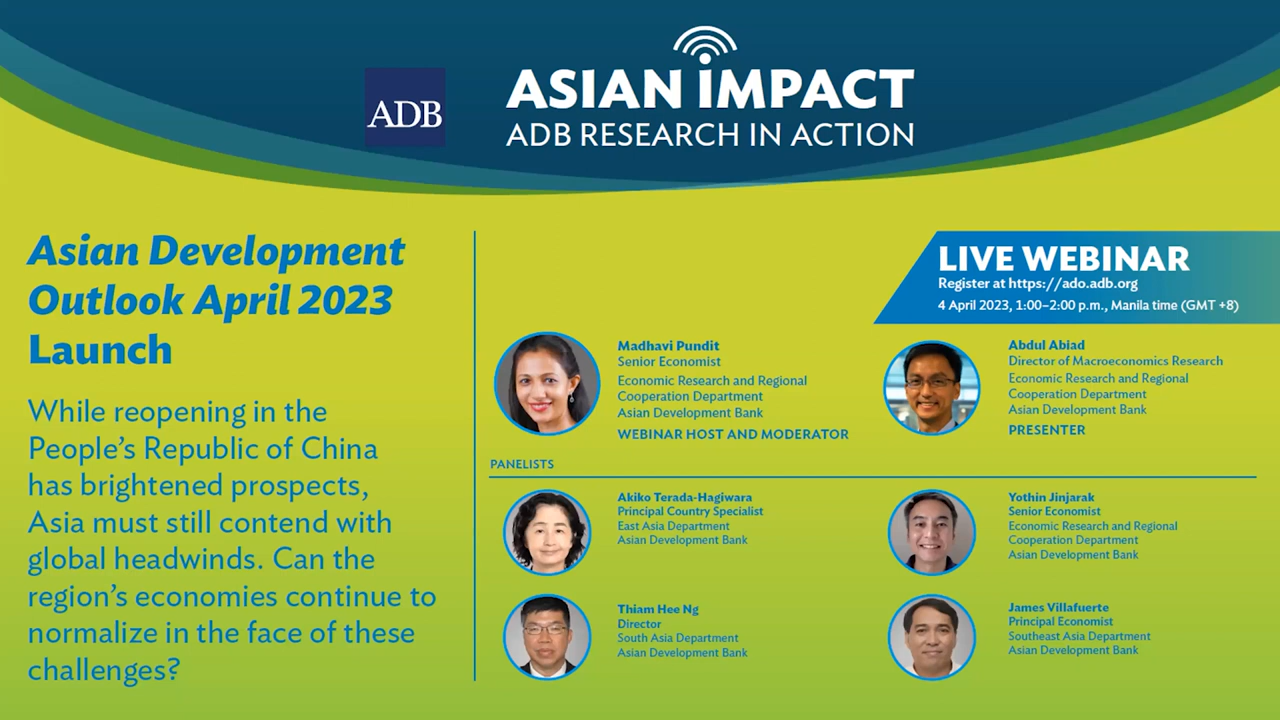 ADB
ASIAN IMPACT
ADB RESEARCH IN ACTION
Asian Development
Outlook April 2023
Launch
While reopening in the
People’s Republic of China
has brightened prospects,
Asia must still contend with
global headwinds. Can the
region’s economies continue to
normalize in the face of these
challenges?
LIVE WEBINAR
Register at https://ado.adb.org
4 April 2023, 1:00–2:00 p.m., Manila time (GMT +8)
Madhavi Pundit
Senior Economist
Economic Research and Regional
Cooperation Department
Asian Development Bank
WEBINAR HOST AND MODERATOR
Abdul Abiad
Director of Macroeconomics Research
Economic Research and Regional
Cooperation Department
Asian Development Bank
PRESENTER
PANELISTS
Akiko Terada-Hagiwara
Principal Country Specialist
East Asia Department
Asian Development Bank
Yothin Jinjarak
Senior Economist
Economic Research and Regional
Cooperation Department
Asian Development Bank
Thiam Hee Ng
Director
South Asia Department
Asian Development Bank
James Villafuerte
Principal Economist
Southeast Asia Department
Asian Development Bank